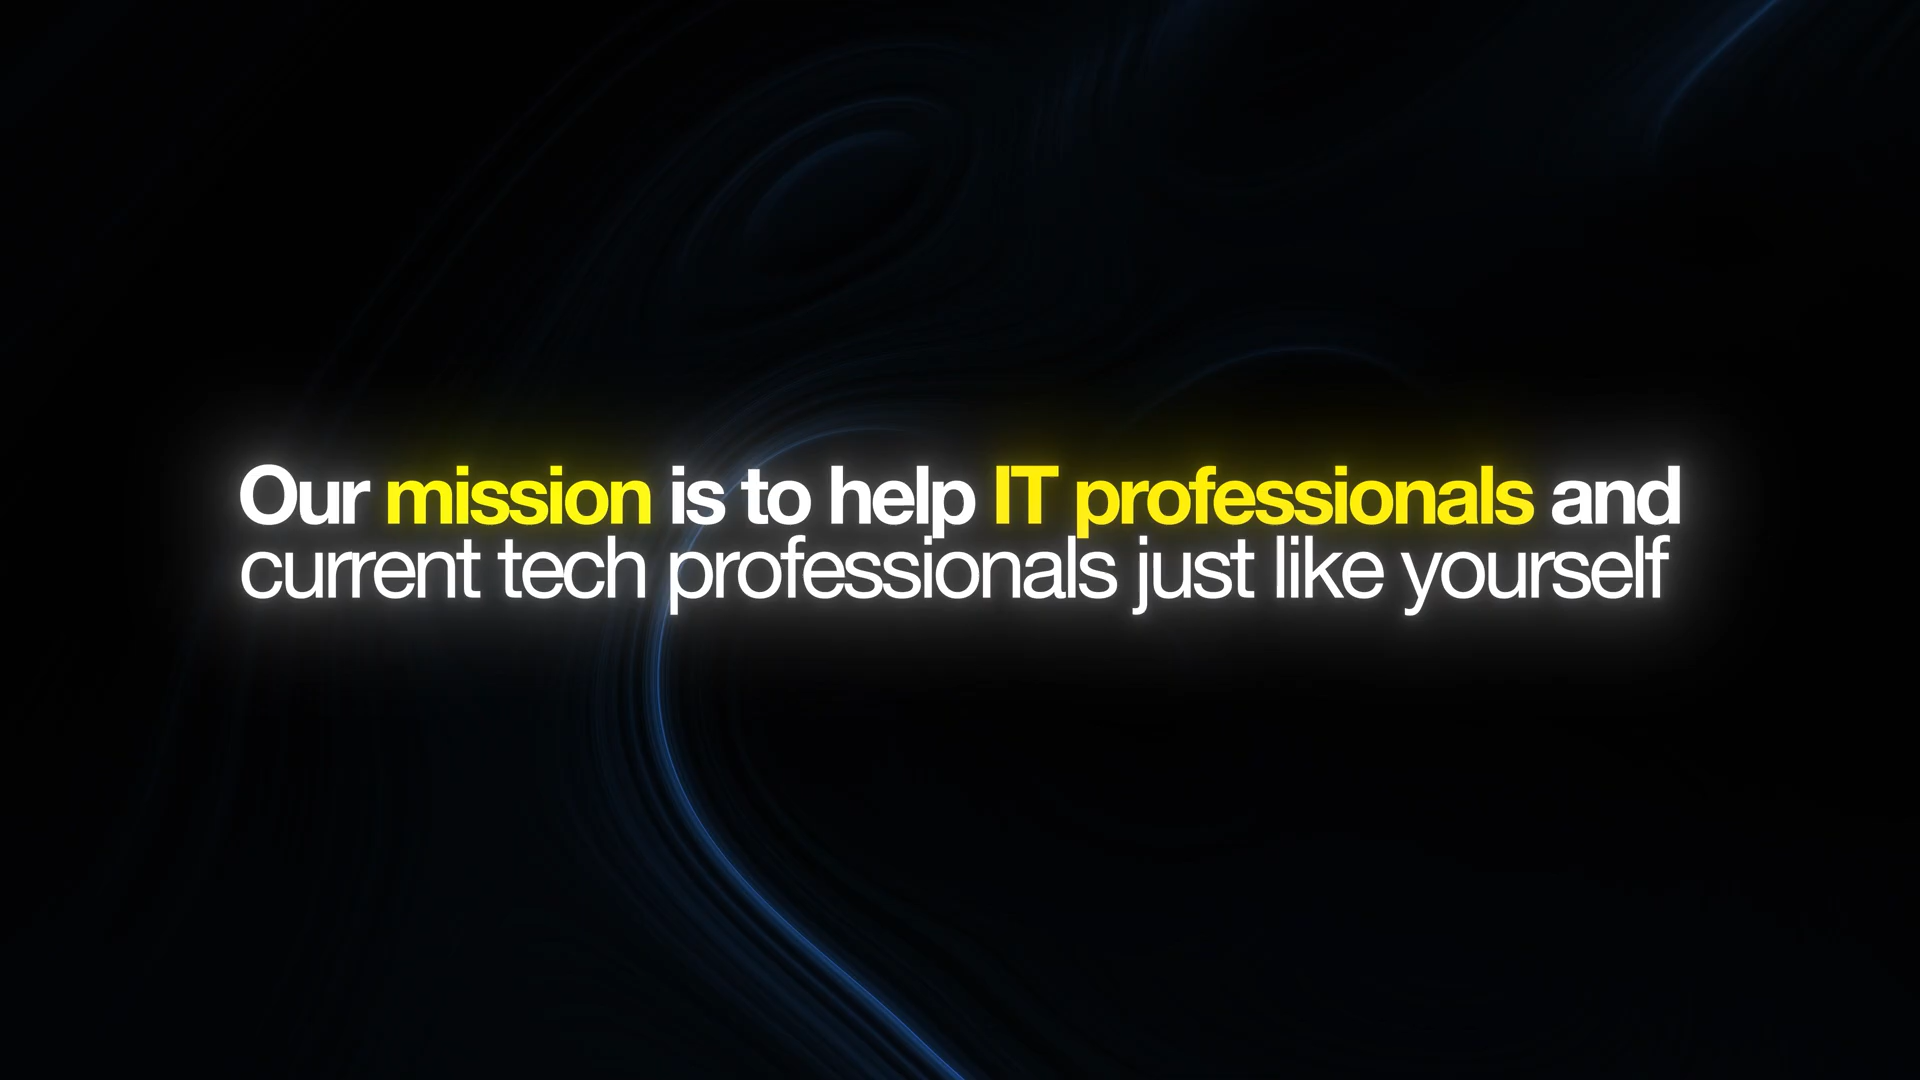 Our mission is to help IT professionals and
current tech professionals just like yourself